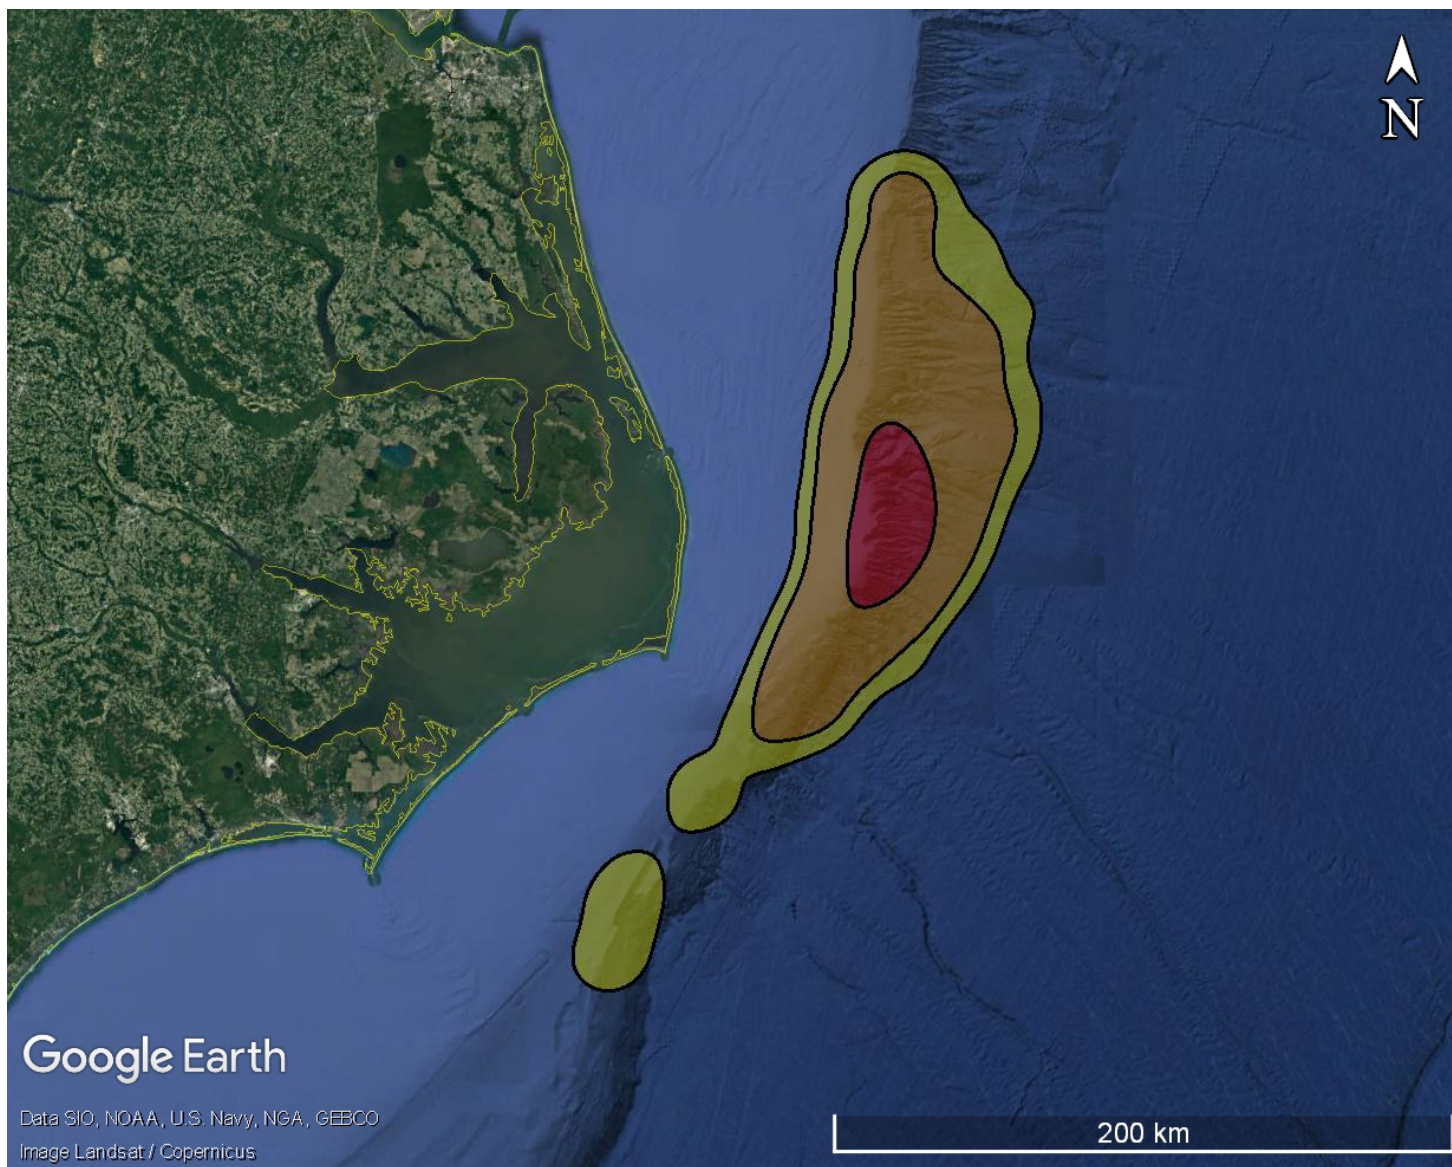 N
Google Earth
Data SIO, NOAA, U.S. Navy, NGA, GEBCO
Image Landsat / Copernicus
200 km